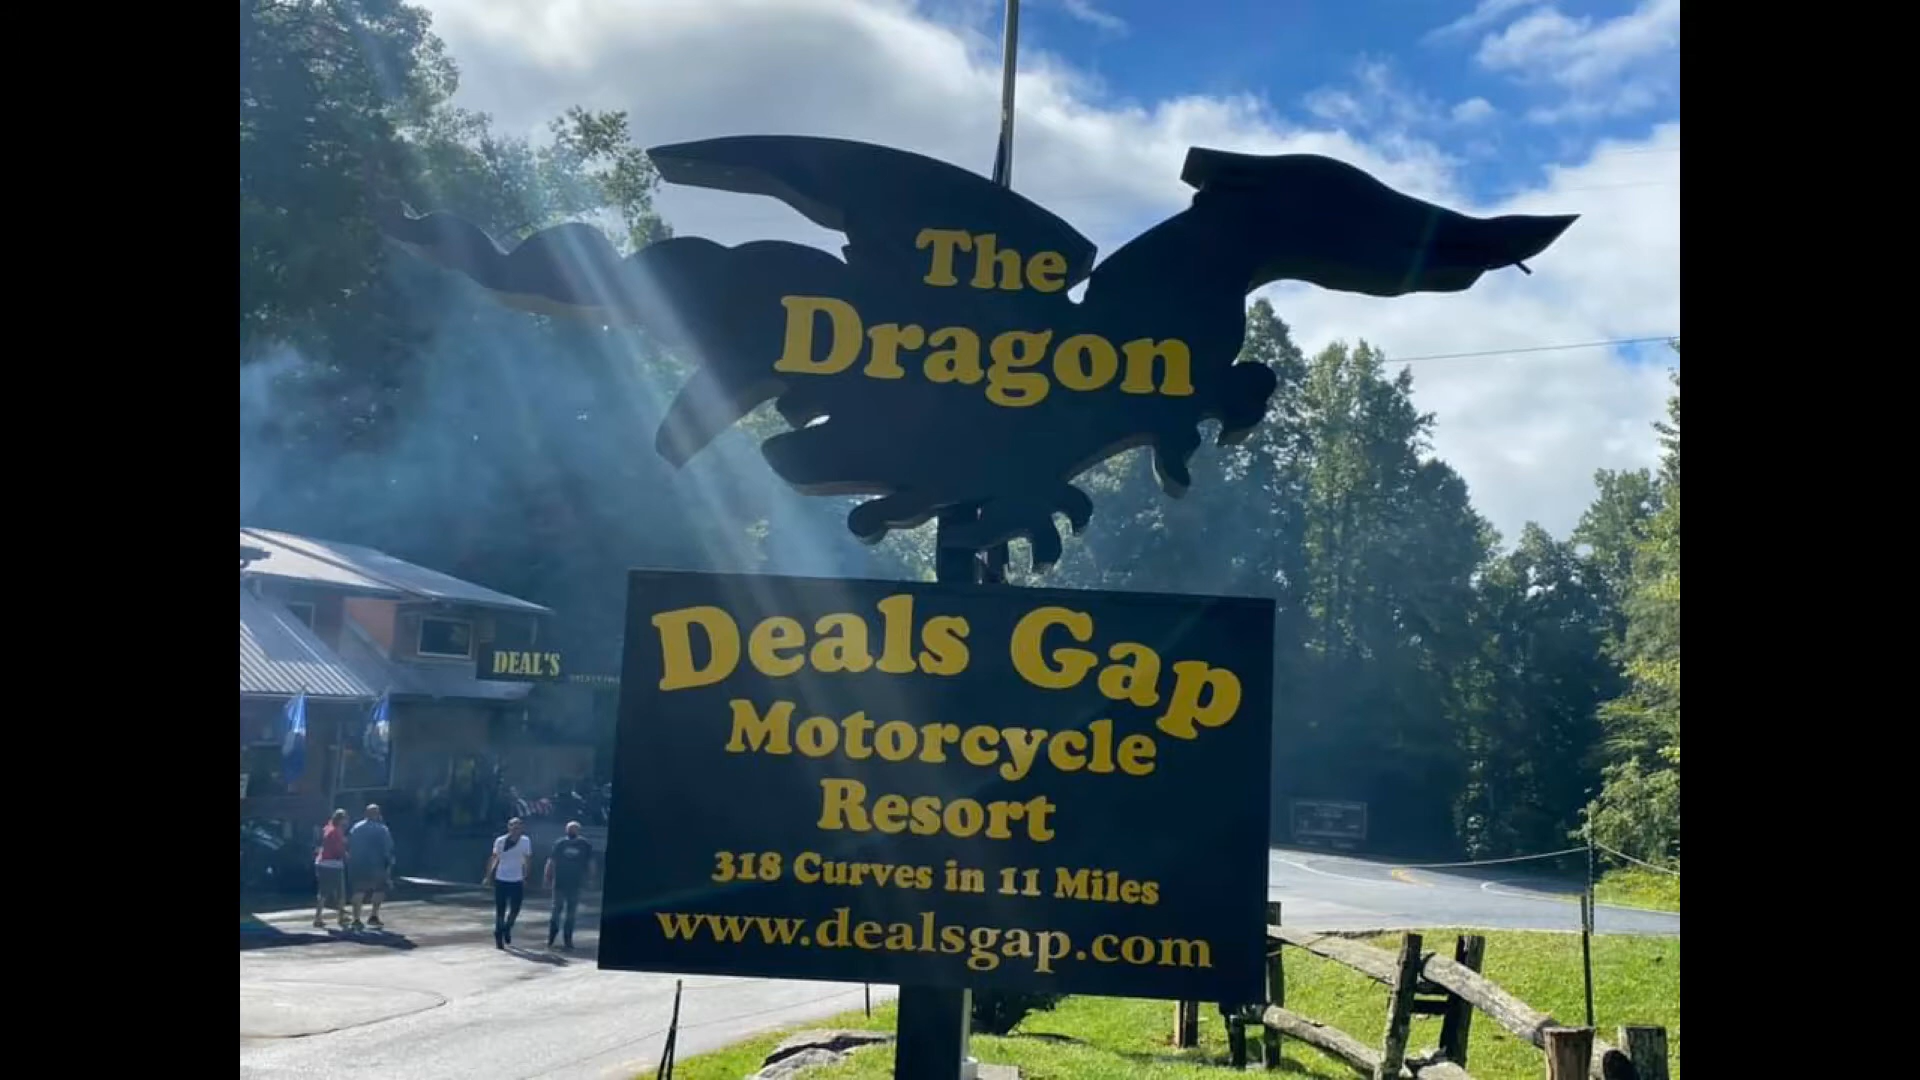 The
Dragon
Deals Gap
Motorcycle
Resort
318 Curves in 11 Miles
www.dealsgap.com
DEAL'S